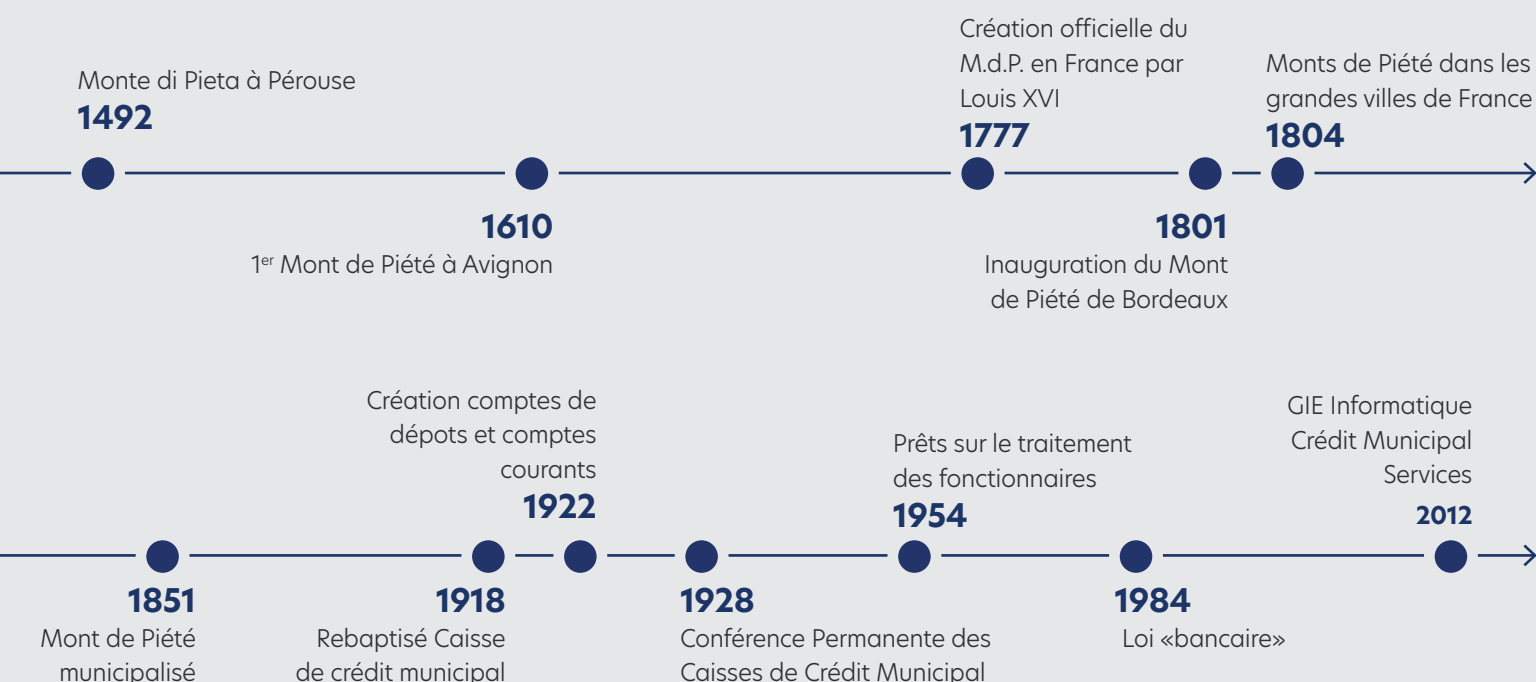 Monte di Pieta à Pérouse
1492
1610
1er Mont de Piété à Avignon
Création officielle du
M.d.P. en France par
Louis XVI
1777
1801
Inauguration du Mont
de Piété de Bordeaux
Monts de Piété dans les
grandes villes de France
1804
1851
Mont de Piété
municipalisé
1918
Rebaptisé Caisse
de crédit municipal
Création comptes de
dépots et comptes
courants
1922
1928
Conférence Permanente des
Caisses de Crédit Municipal
Prêts sur le traitement
des fonctionnaires
1954
1984
Loi «bancaire»
GIE Informatique
Crédit Municipal
Services
2012